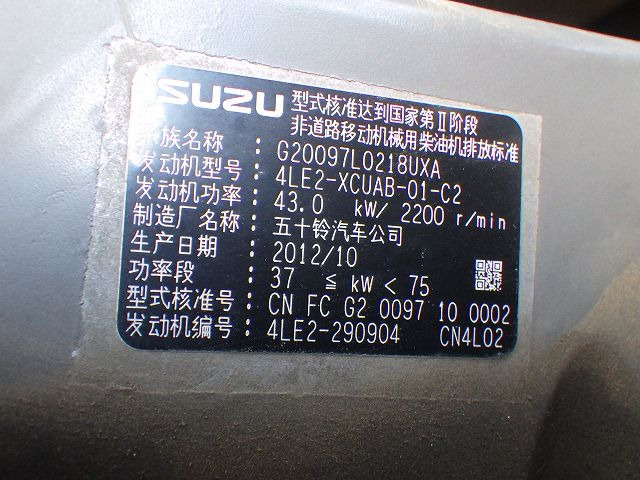 ISUZU
型式核准达到国家第Ⅱ阶段
非道路移动机械用柴油机排放标准
系族名称 : G20097L0218UXA
发动机型号 : 4LE2-XCUAB-01-C2
发动机功率 : 43.0 kW/ 2200 r/min
制造厂名称 : 五十铃汽车公司
生产日期 : 2012/10
功率段 : 37 ≦ kW < 75
型式核准号 : CN FC G2 0097 10 0002
发动机编号 : 4LE2-290904 CN4L02